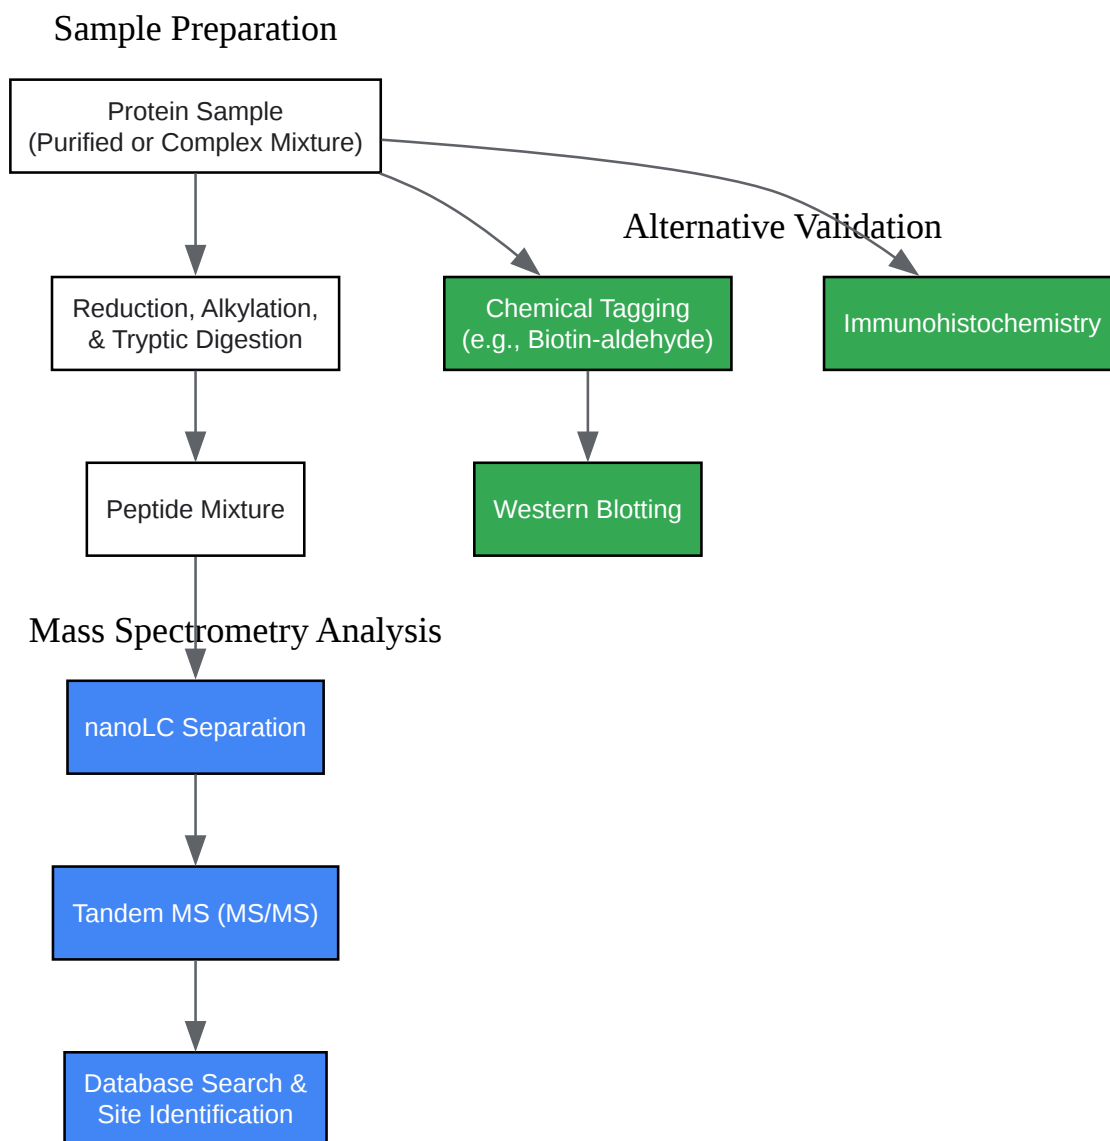 Sample Preparation
Protein Sample
(Purified or Complex Mixture)
Alternative Validation
Reduction, Alkylation,
& Tryptic Digestion
Chemical Tagging
(e.g., Biotin-aldehyde)
Immunohistochemistry
Peptide Mixture
Western Blotting
Mass Spectrometry Analysis
nanoLC Separation
Tandem MS (MS/MS)
Database Search &
Site Identification